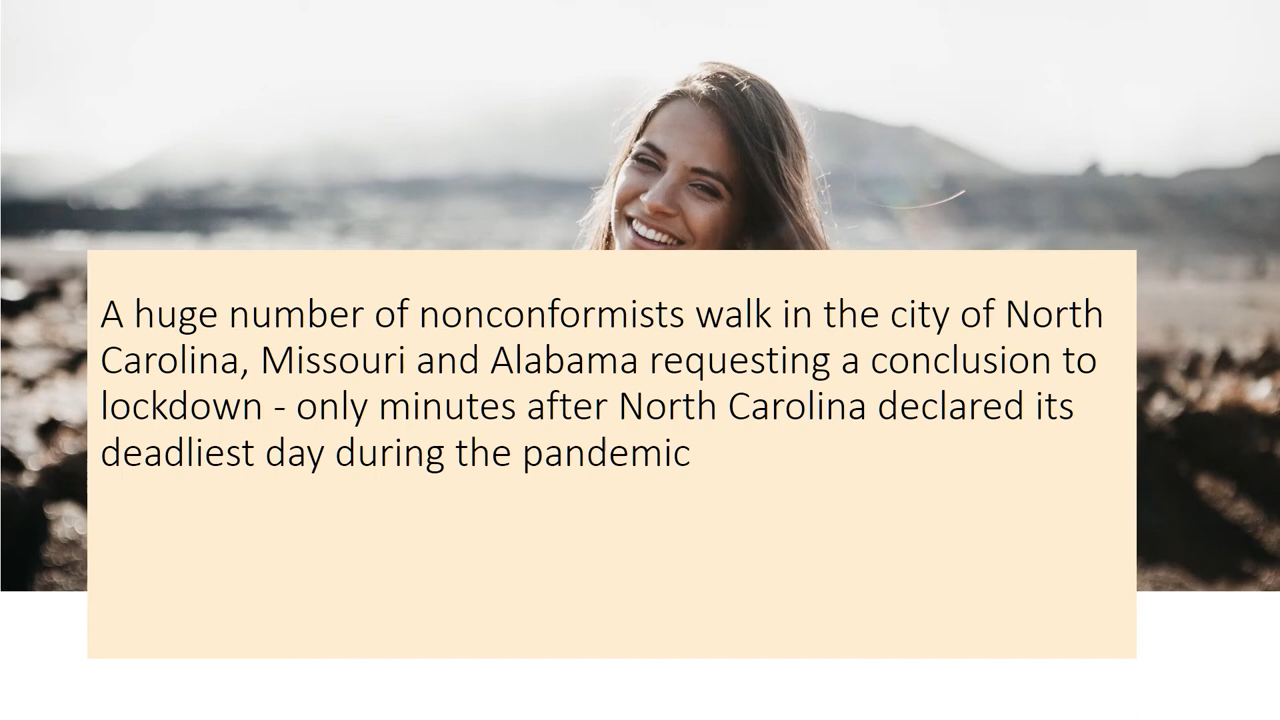 A huge number of nonconformists walk in the city of North
Carolina, Missouri and Alabama requesting a conclusion to
lockdown - only minutes after North Carolina declared its
deadliest day during the pandemic